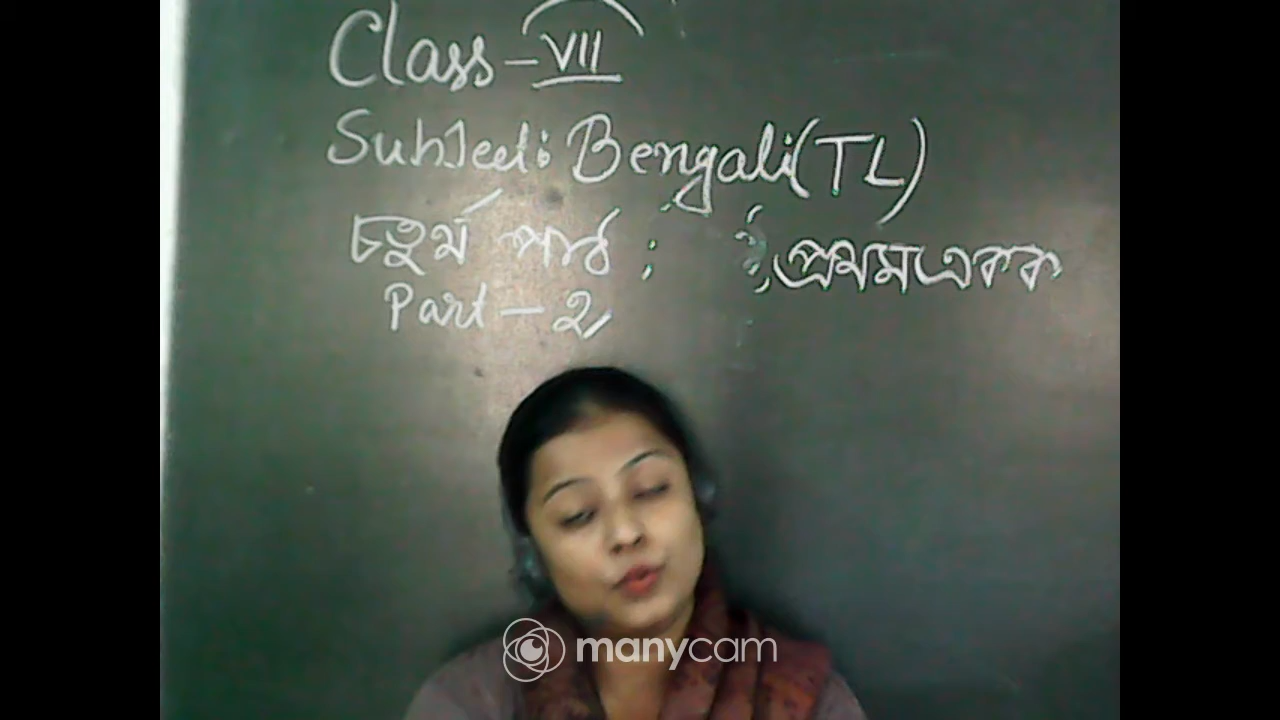 Class - VII
Subject: Bengali (TL)
চতুর্থ পাঠ : প্রথম একক
Part - 2
manycam